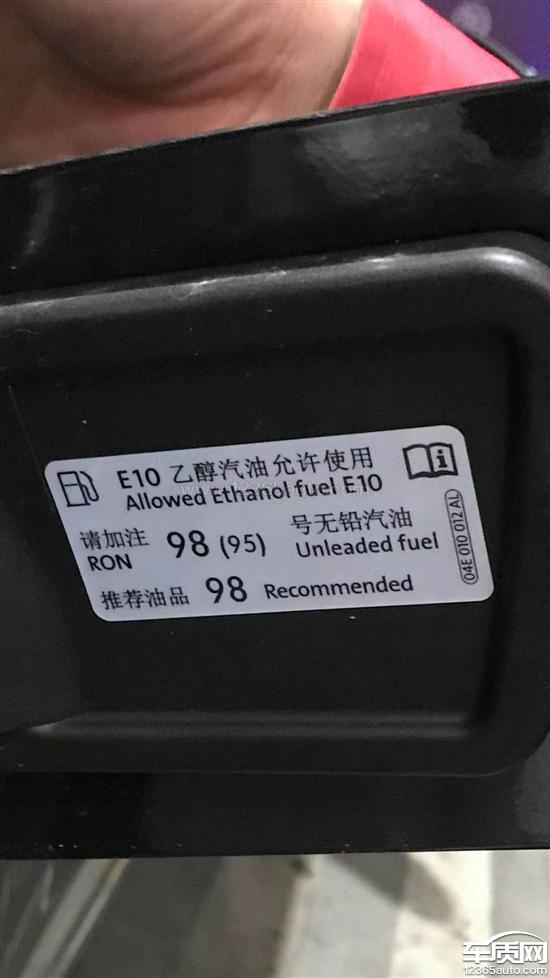 E10 乙醇汽油允许使用
Allowed Ethanol fuel E10
请加注 98 (95) 号无铅汽油
RON Unleaded fuel
推荐油品 98 Recommended
04E 010 012 AL
车质网
12365auto.com